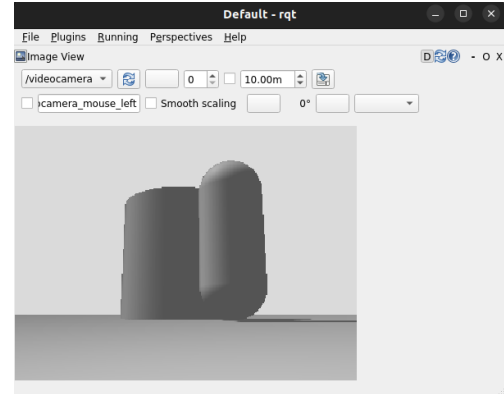 Default - rqt
File Plugins Running Perspectives Help
Image View D - O X
/videocamera 0 10.00m
camera_mouse_left Smooth scaling 0°